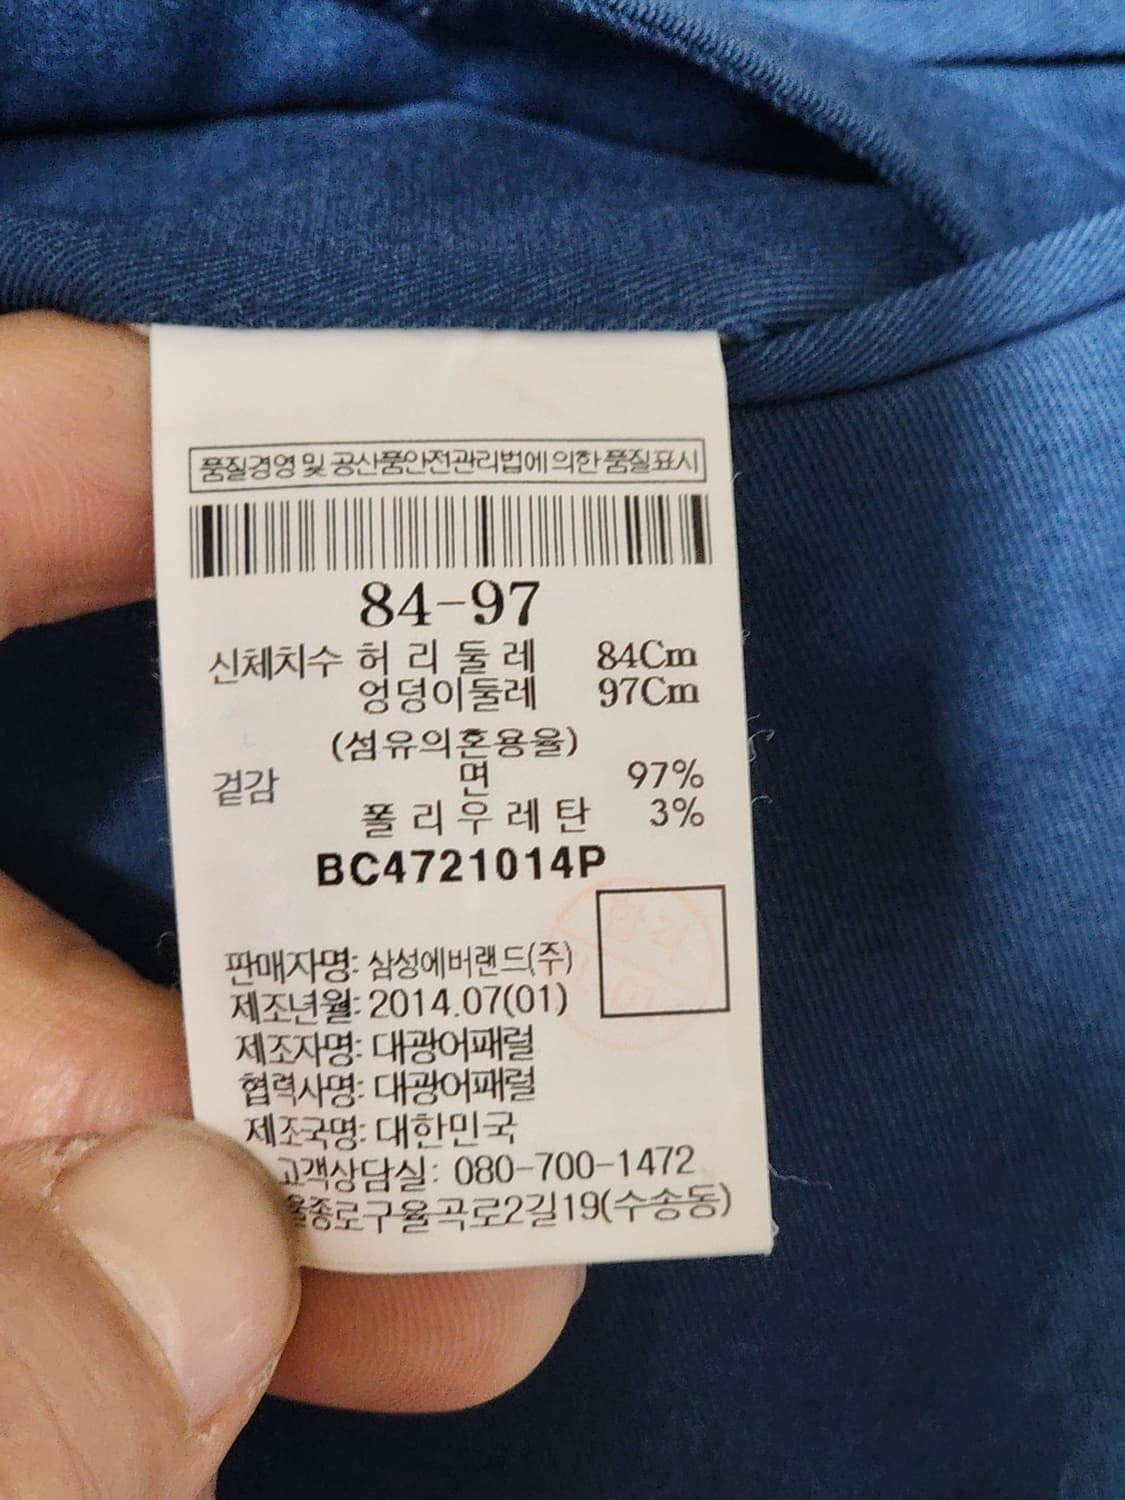 품질경영 및 공산품안전관리법에 의한 품질표시
84-97
신체치수 허리둘레 84Cm
엉덩이둘레 97Cm
(섬유의혼용율)
겉감 면 97%
폴리우레탄 3%
BC4721014P
판매자명: 삼성에버랜드(주)
제조년월: 2014.07(01)
제조자명: 대광어패럴
협력사명: 대광어패럴
제조국명: 대한민국
고객상담실: 080-700-1472
울종로구율곡로2길19(수송동)